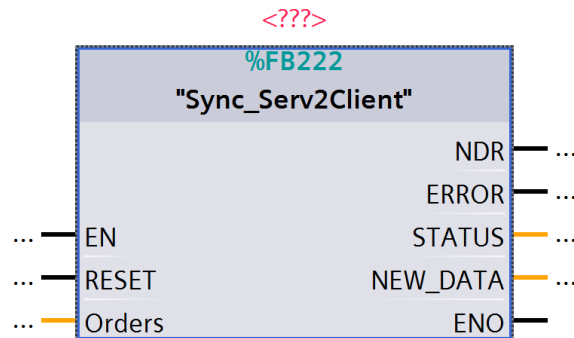 <???>
%FB222
"Sync_Serv2Client"
NDR ...
ERROR ...
... EN STATUS ...
... RESET NEW_DATA ...
... Orders ENO